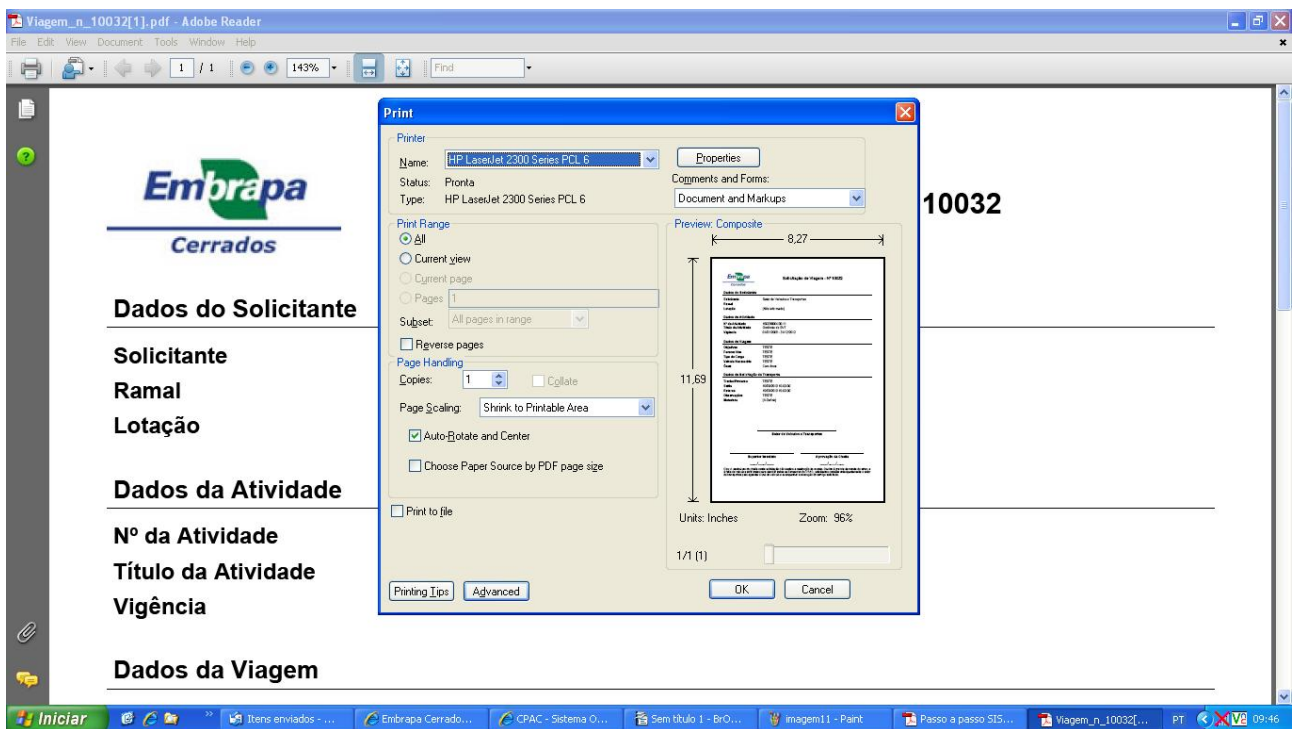 Viagem_n_10032[1].pdf - Adobe Reader
File Edit View Document Tools Window Help
1 / 1 143% Find
Print
Printer
Name: HP LaserJet 2300 Series PCL 6 Properties
Status: Pronta Comments and Forms:
Type: HP LaserJet 2300 Series PCL 6 Document and Markups
Embrapa
Cerrados
10032
Print Range Preview: Composite
All 8,27
Current view
Current page
Pages 1
Subset: All pages in range
Reverse pages
Page Handling
Copies: 1 Collate 11,69
Page Scaling: Shrink to Printable Area
Auto-Rotate and Center
Choose Paper Source by PDF page size
Print to file Units: Inches Zoom: 96%
1/1 (1)
Printing Tips Advanced OK Cancel
Dados do Solicitante
Solicitante
Ramal
Lotação
Dados da Atividade
Nº da Atividade
Título da Atividade
Vigência
Dados da Viagem
Iniciar Itens enviados - ... Embrapa Cerrado... CPAC - Sistema O... Sem título 1 - BrO... imagem11 - Paint Passo a passo SIS... Viagem_n_10032[... PT 09:46